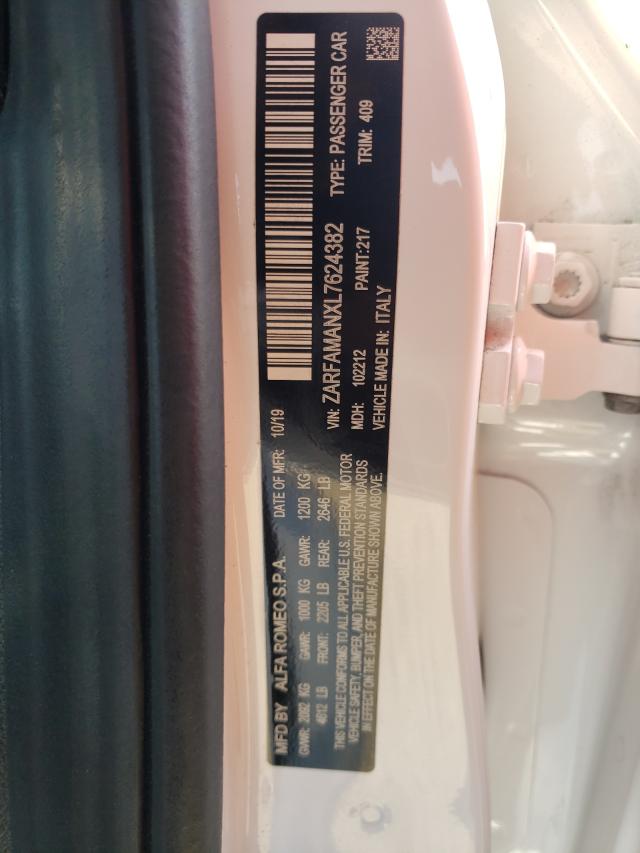 MFD BY ALFA ROMEO S.P.A. DATE OF MFR: 10/19
GVWR: 2092 KG GAWR: 1000 KG GAWR: 1200 KG
4612 LB FRONT: 2205 LB REAR: 2646 LB
THIS VEHICLE CONFORMS TO ALL APPLICABLE U.S. FEDERAL MOTOR
VEHICLE SAFETY, BUMPER, AND THEFT PREVENTION STANDARDS
IN EFFECT ON THE DATE OF MANUFACTURE SHOWN ABOVE.
VIN: ZARFAMANXL7624382 TYPE: PASSENGER CAR
MDH: 102212 PAINT:217 TRIM: 409
VEHICLE MADE IN: ITALY